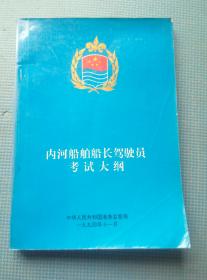 内河船舶船长驾驶员
考试大纲
中华人民共和国港务监督局
一九九四年十一月